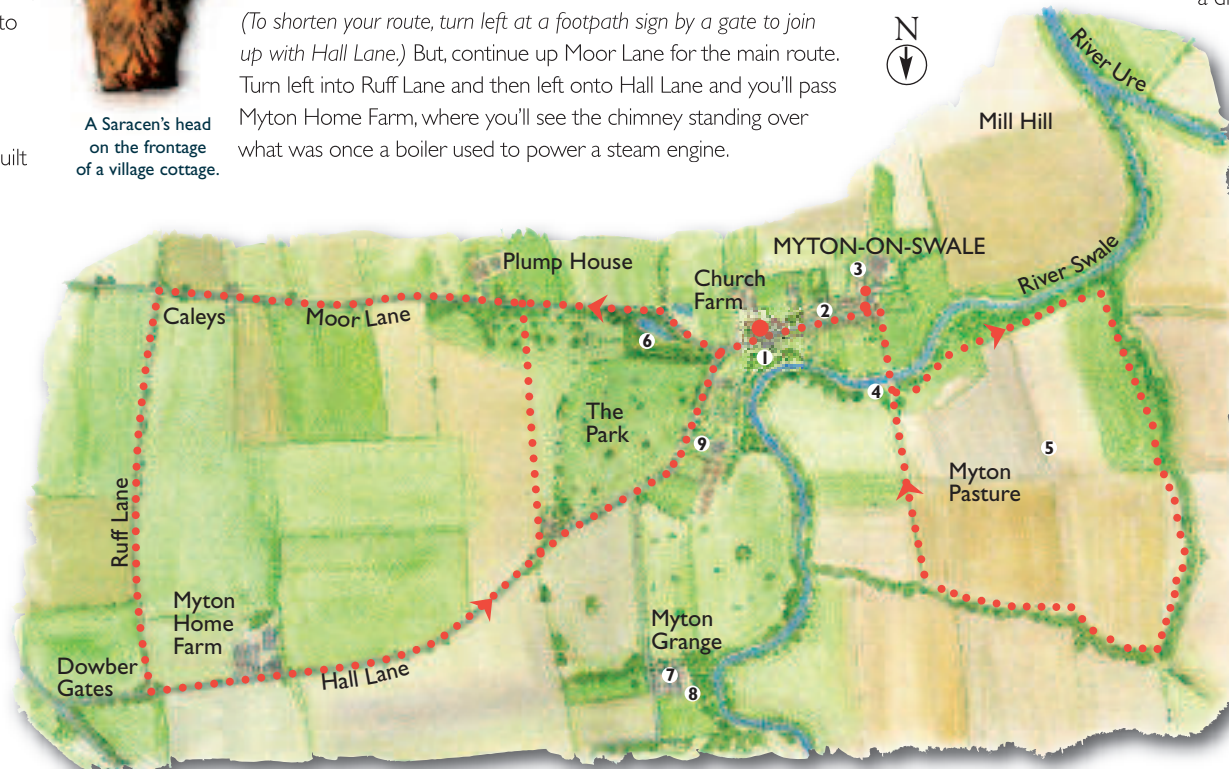 to
uilt
A Saracen's head
on the frontage
of a village cottage.
(To shorten your route, turn left at a footpath sign by a gate to join
up with Hall Lane.) But, continue up Moor Lane for the main route.
Turn left into Ruff Lane and then left onto Hall Lane and you'll pass
Myton Home Farm, where you'll see the chimney standing over
what was once a boiler used to power a steam engine.
N
River Ure
Mill Hill
MYTON-ON-SWALE
River Swale
Plump House
Church
Farm
3
2
1
Caleys
Moor Lane
6
4
The
Park
9
5
Myton
Pasture
Ruff Lane
Myton
Home
Farm
Myton
Grange
7
8
Dowber
Gates
Hall Lane